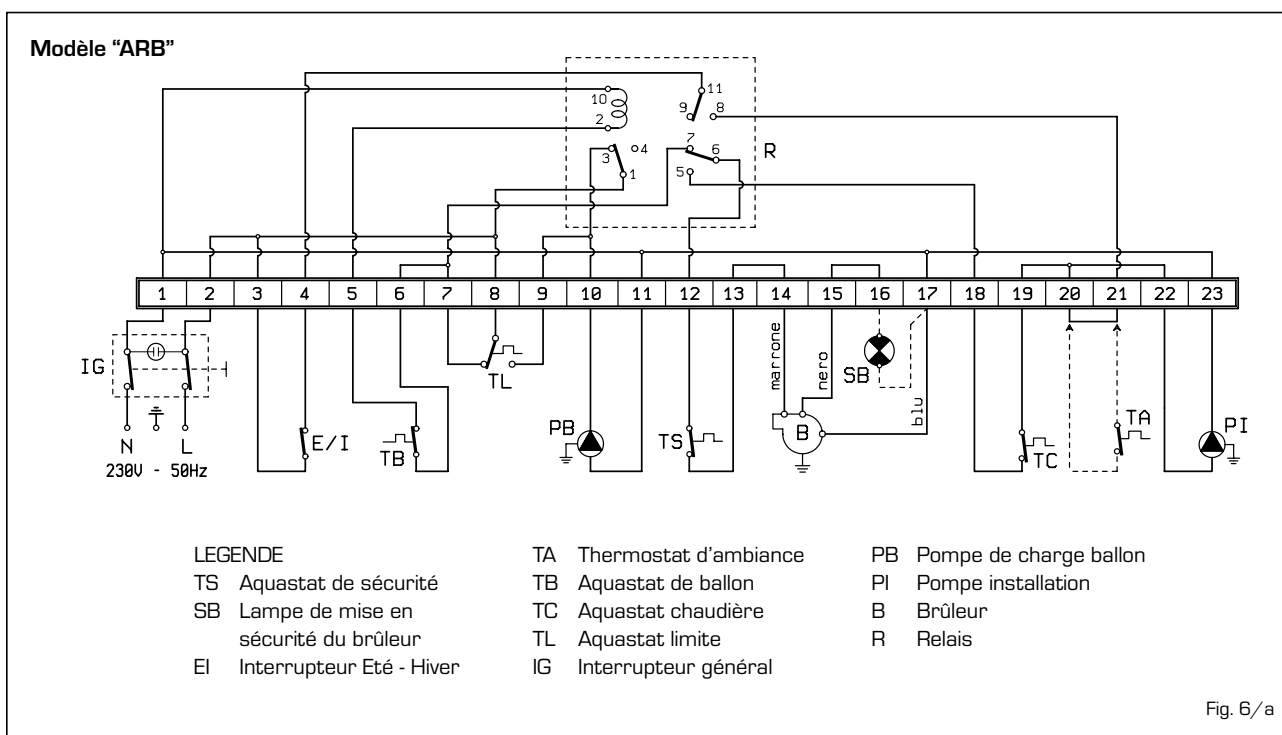 Modèle “ARB”
11
10
9 8
2
7
3 4 6 R
1 5
1 2 3 4 5 6 7 8 9 10 11 12 13 14 15 16 17 18 19 20 21 22 23
marrone
nero
blu
IG
TL
SB
PB
TS
B
TA
PI
E/I
TB
TC
N L
230V - 50Hz
LEGENDE
TS Aquastat de sécurité
SB Lampe de mise en
sécurité du brûleur
EI Interrupteur Eté - Hiver
TA Thermostat d’ambiance
TB Aquastat de ballon
TC Aquastat chaudière
TL Aquastat limite
IG Interrupteur général
PB Pompe de charge ballon
PI Pompe installation
B Brûleur
R Relais
Fig. 6/a